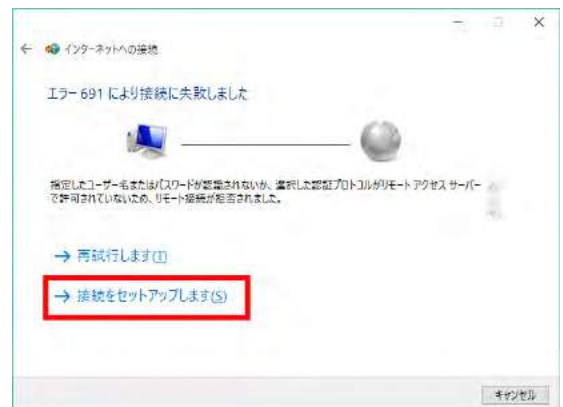 インターネットへの接続
エラー 691 により接続に失敗しました
指定したユーザー名またはパスワードが認識されないか、選択した認証プロトコルがリモート アクセス サーバー
で許可されていないため、リモート接続が拒否されました。
→ 再試行します(T)
→ 接続をセットアップします(S)
キャンセル